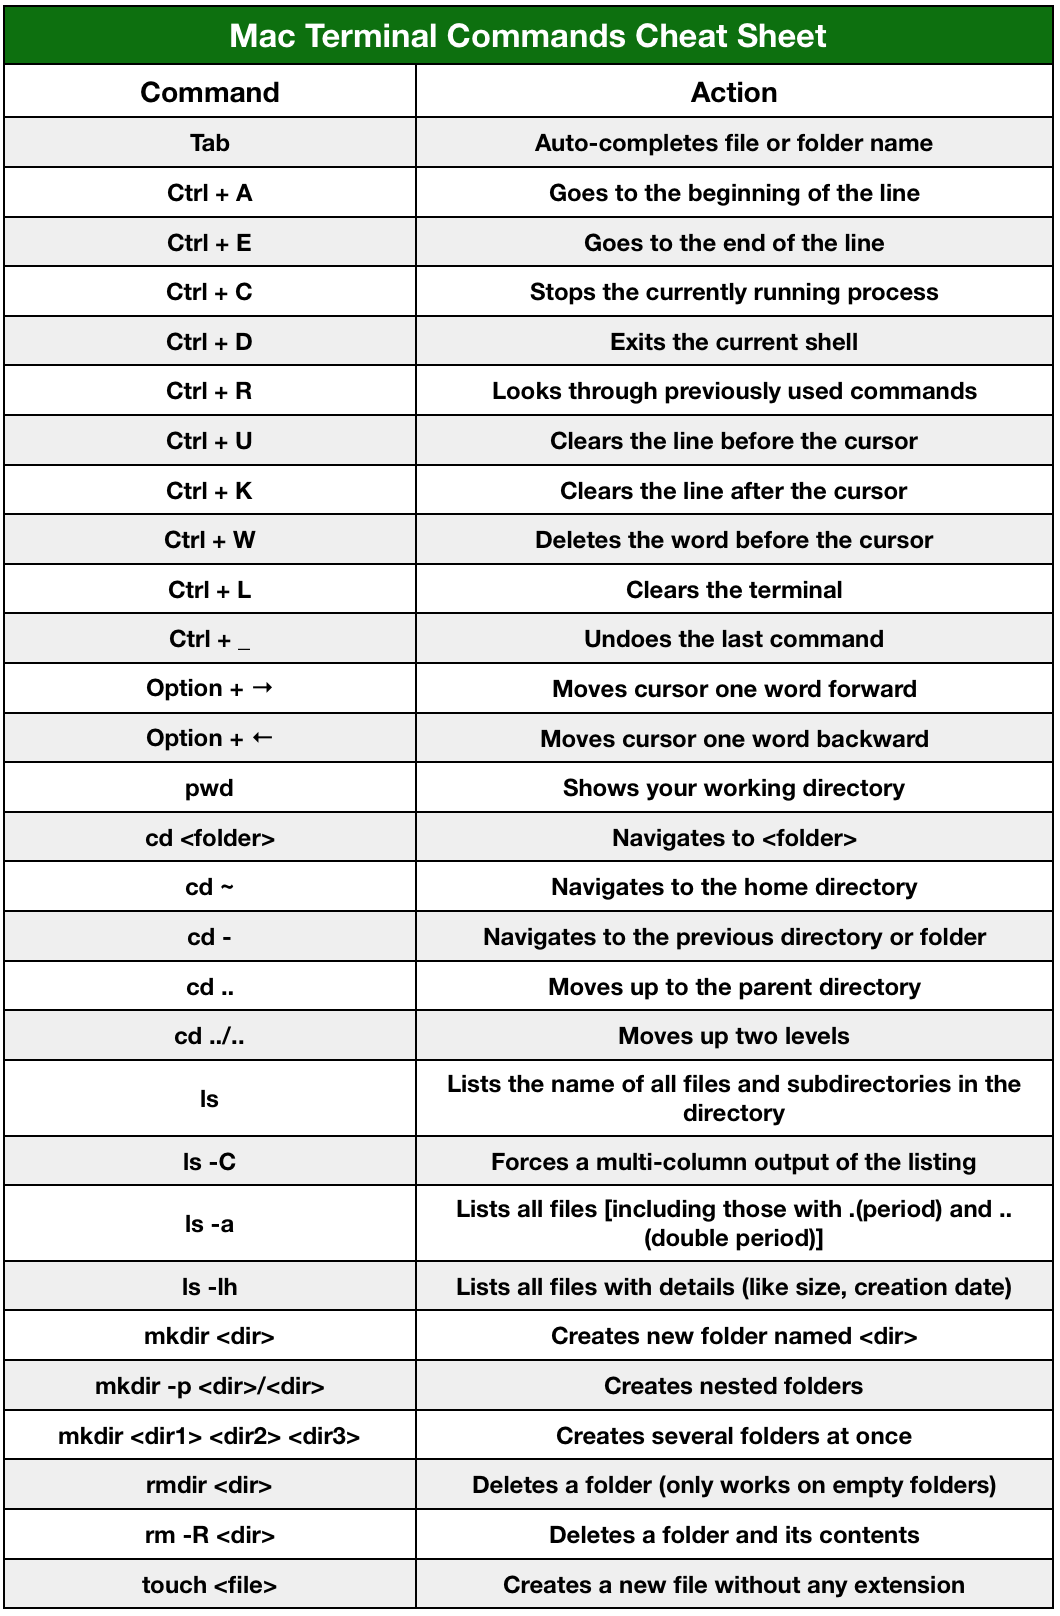 Mac Terminal Commands Cheat Sheet
Command Action
Tab Auto-completes file or folder name
Ctrl + A Goes to the beginning of the line
Ctrl + E Goes to the end of the line
Ctrl + C Stops the currently running process
Ctrl + D Exits the current shell
Ctrl + R Looks through previously used commands
Ctrl + U Clears the line before the cursor
Ctrl + K Clears the line after the cursor
Ctrl + W Deletes the word before the cursor
Ctrl + L Clears the terminal
Ctrl + _ Undoes the last command
Option + → Moves cursor one word forward
Option + ← Moves cursor one word backward
pwd Shows your working directory
cd <folder> Navigates to <folder>
cd ~ Navigates to the home directory
cd - Navigates to the previous directory or folder
cd .. Moves up to the parent directory
cd ../.. Moves up two levels
ls Lists the name of all files and subdirectories in the
directory
ls -C Forces a multi-column output of the listing
ls -a Lists all files [including those with .(period) and ..
(double period)]
ls -lh Lists all files with details (like size, creation date)
mkdir <dir> Creates new folder named <dir>
mkdir -p <dir>/<dir> Creates nested folders
mkdir <dir1> <dir2> <dir3> Creates several folders at once
rmdir <dir> Deletes a folder (only works on empty folders)
rm -R <dir> Deletes a folder and its contents
touch <file> Creates a new file without any extension